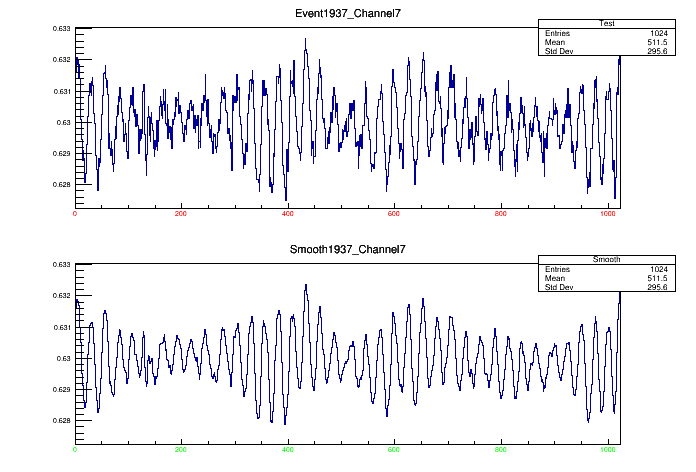 Event1937_Channel7
Test
Entries 1024
Mean 511.5
Std Dev 295.6
0.633
0.632
0.631
0.63
0.629
0.628
0 200 400 600 800 1000
Smooth1937_Channel7
Smooth
Entries 1024
Mean 511.5
Std Dev 295.6
0.633
0.632
0.631
0.63
0.629
0.628
0 200 400 600 800 1000